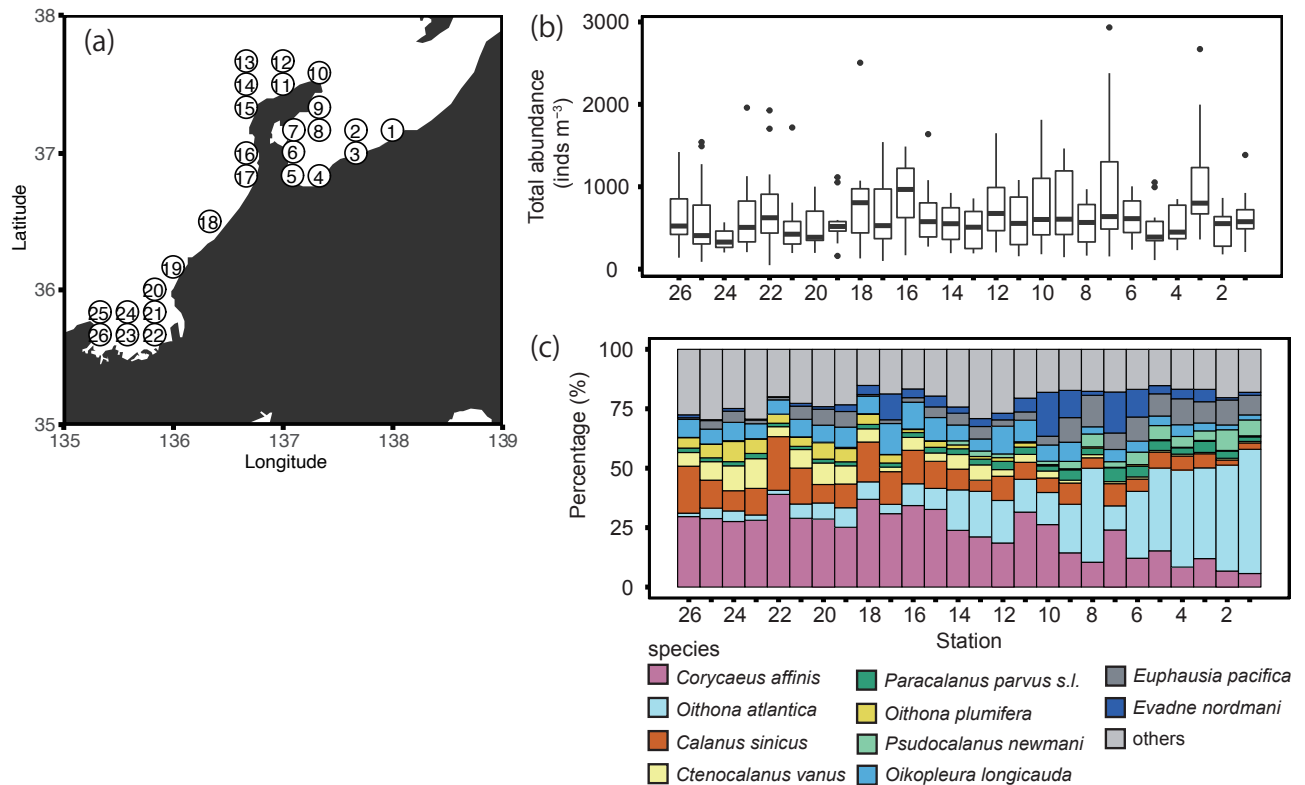 (a)
38
37
36
35
Latitude
135 136 137 138 139
Longitude
13 12 10
14 11
15 9
7 8 2 1
16 6 3
17 5 4
18
19
20
25 24 21
26 23 22
(b)
3000
2000
1000
0
Total abundance
(inds m⁻³)
26 24 22 20 18 16 14 12 10 8 6 4 2
(c)
100
75
50
25
0
Percentage (%)
26 24 22 20 18 16 14 12 10 8 6 4 2
Station
species
Corycaeus affinis
Oithona atlantica
Calanus sinicus
Ctenocalanus vanus
Paracalanus parvus s.l.
Oithona plumifera
Psudocalanus newmani
Oikopleura longicauda
Euphausia pacifica
Evadne nordmani
others